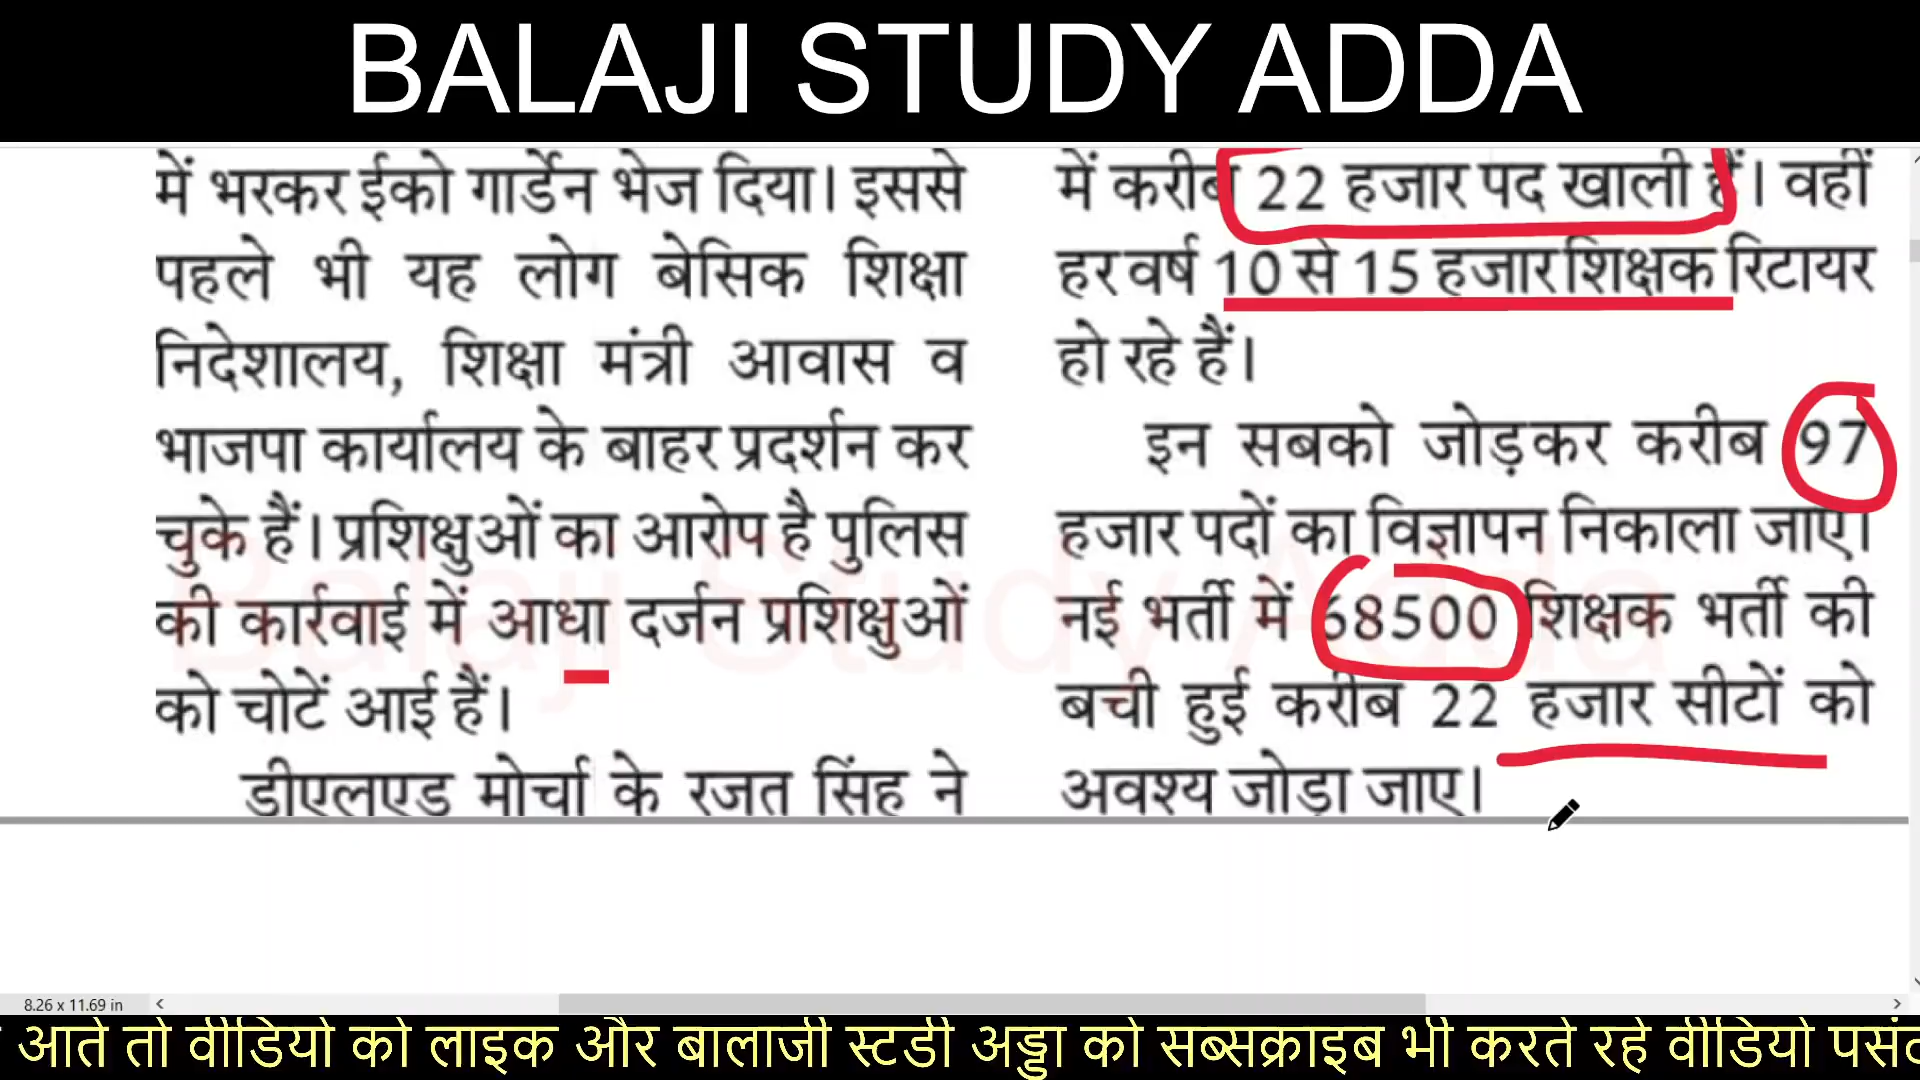 BALAJI STUDY ADDA
में भरकर ईको गार्डेन भेज दिया। इससे
पहले भी यह लोग बेसिक शिक्षा
निदेशालय, शिक्षा मंत्री आवास व
भाजपा कार्यालय के बाहर प्रदर्शन कर
चुके हैं। प्रशिक्षुओं का आरोप है पुलिस
की कार्रवाई में आधा दर्जन प्रशिक्षुओं
को चोटें आई हैं।
डीएलएड मोर्चा के रजत सिंह ने
में करीब 22 हजार पद खाली हैं। वहीं
हर वर्ष 10 से 15 हजार शिक्षक रिटायर
हो रहे हैं।
इन सबको जोड़कर करीब 97
हजार पदों का विज्ञापन निकाला जाए।
नई भर्ती में 68500 शिक्षक भर्ती की
बची हुई करीब 22 हजार सीटों को
अवश्य जोड़ा जाए।
Balaji Study Adda
8.26 x 11.69 in
आते तो वीडियो को लाइक और बालाजी स्टडी अड्डा को सब्सक्राइब भी करते रहे वीडियो